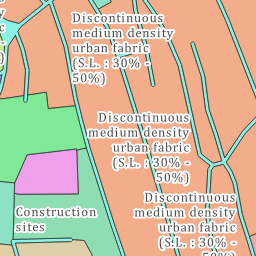 Discontinuous
medium density
urban fabric
(S.L. : 30% -
50%)
Discontinuous
medium density
urban fabric
(S.L. : 30% -
50%)
Discontinuous
medium density
urban fabric
(S.L. : 30% -
50%)
Construction
sites